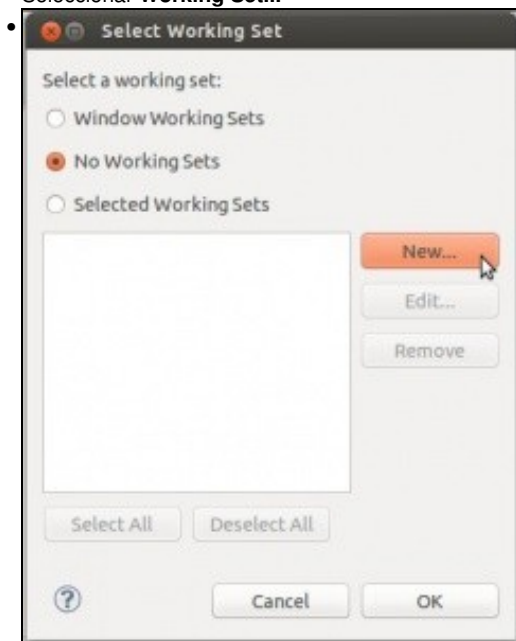 Seleccionar Working Set...
Select Working Set
Select a working set:
Window Working Sets
No Working Sets
Selected Working Sets
New...
Edit...
Remove
Select All Deselect All
Cancel OK